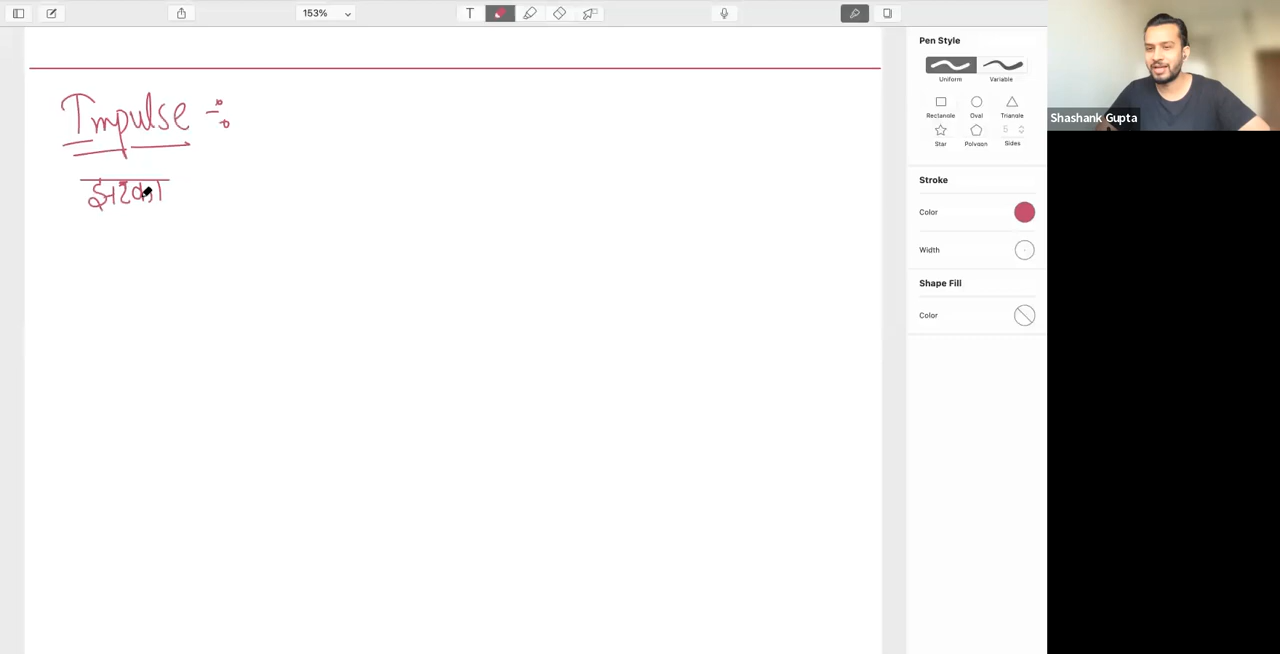 153%
T
Pen Style
Uniform Variable
Rectangle Oval Triangle
5
Star Polygon Sides
Shashank Gupta
Impulse ÷
Stroke
Color
Width
Shape Fill
Color